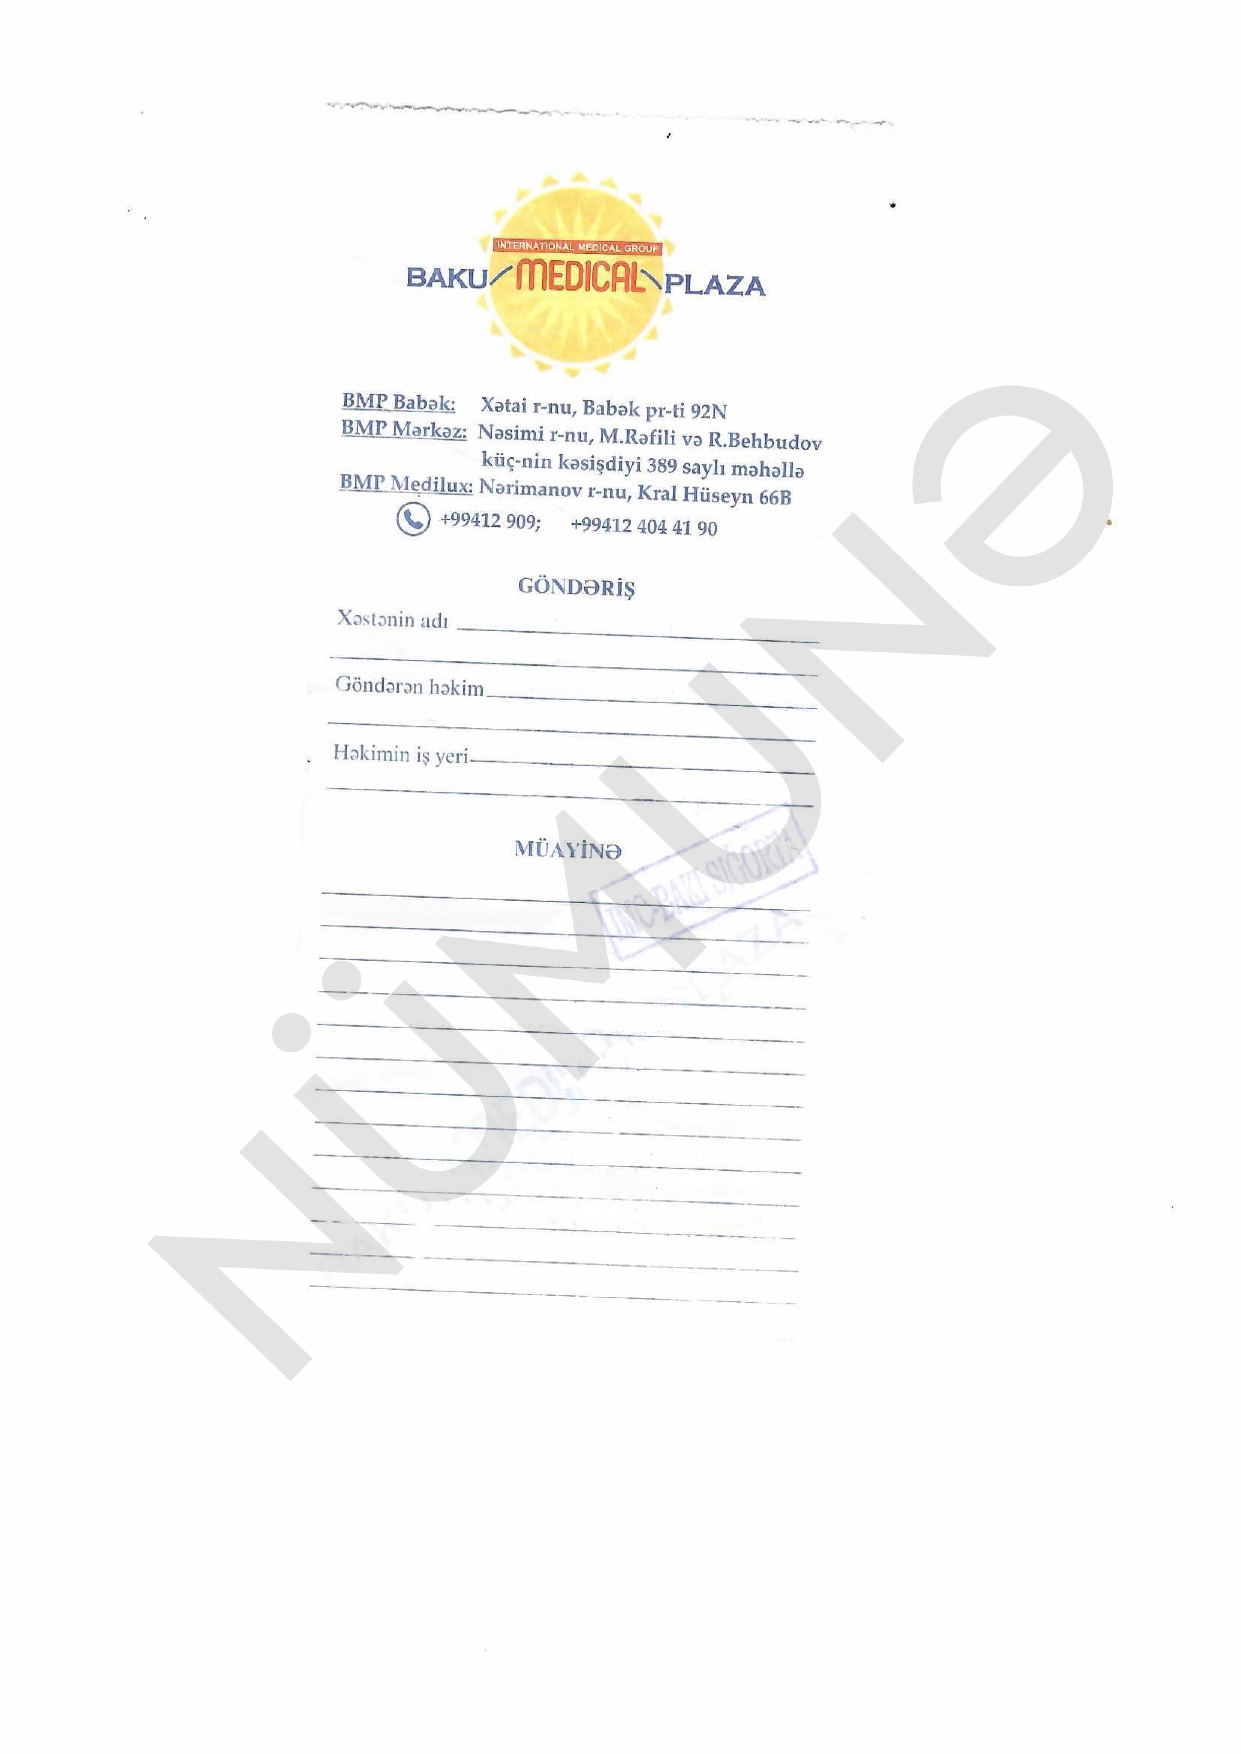 INTERNATIONAL MEDICAL GROUP
BAKU MEDICAL PLAZA
BMP Babək: Xətai r-nu, Babək pr-ti 92N
BMP Mərkəz: Nəsimi r-nu, M.Rəfili və R.Behbudov
küç-nin kəsişdiyi 389 saylı məhəllə
BMP Medilux: Nərimanov r-nu, Kral Hüseyn 66B
+99412 909; +99412 404 41 90
GÖNDƏRİŞ
Xəstənin adı
Göndərən həkim
Həkimin iş yeri
MÜAYİNƏ
BAKI SIĞORTA
NÜMUNƏ